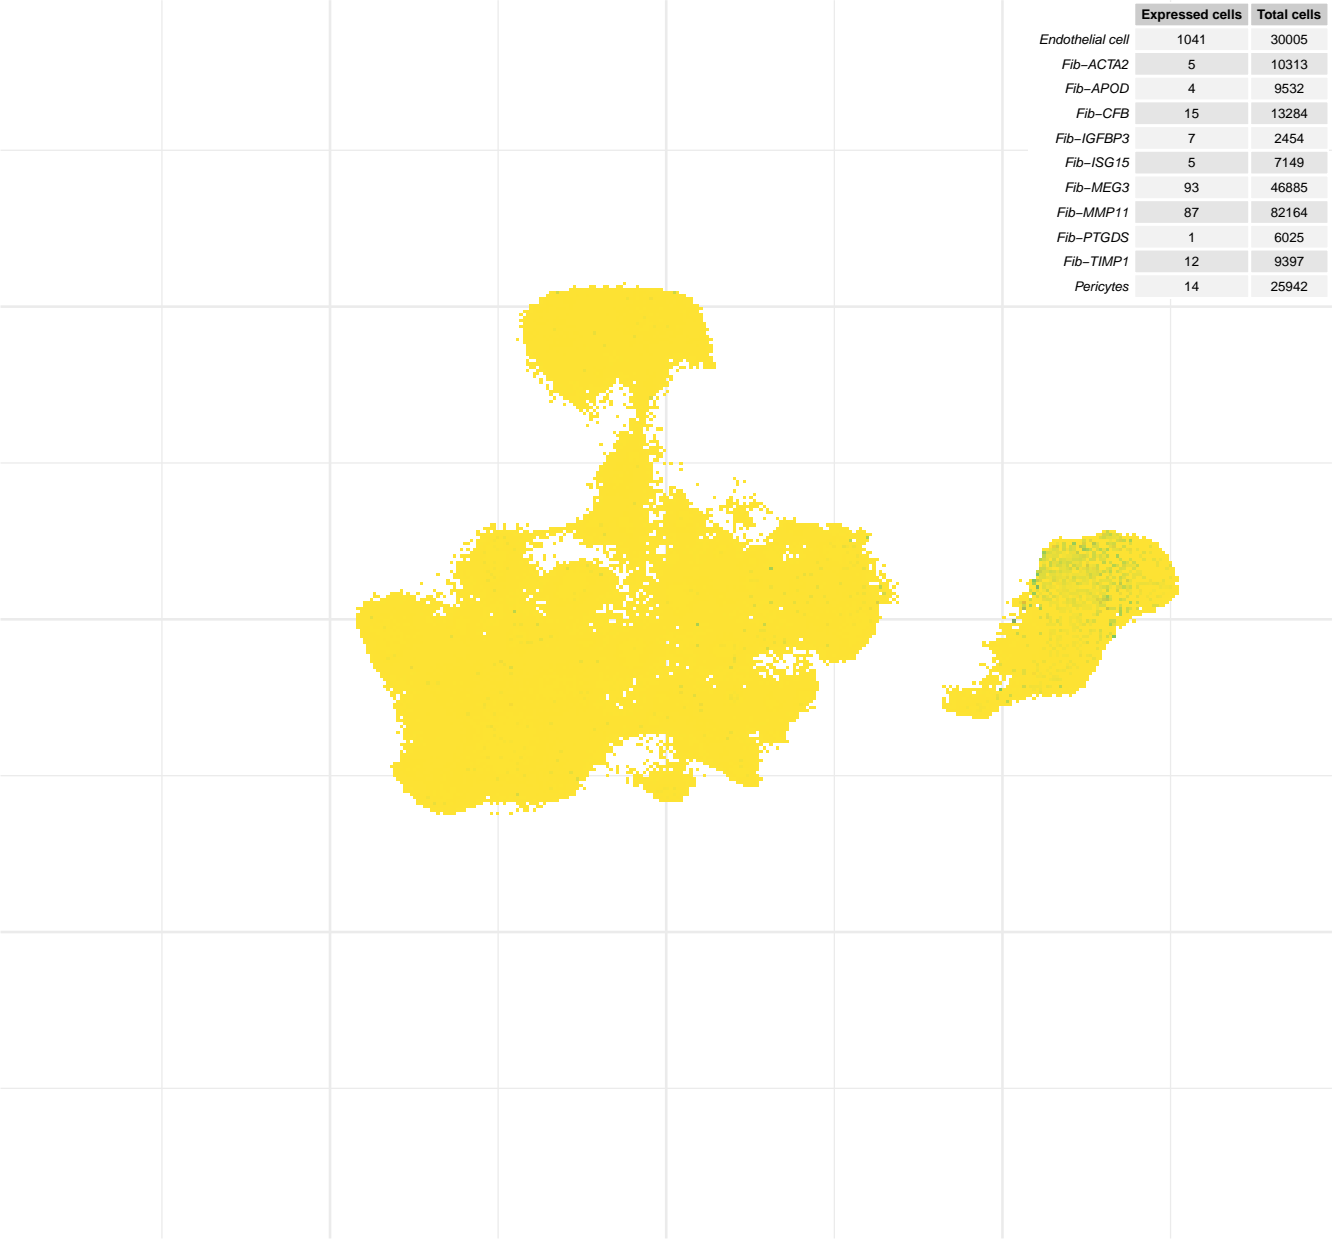 Expressed cells Total cells
Endothelial cell 1041 30005
Fib−ACTA2 5 10313
Fib−APOD 4 9532
Fib−CFB 15 13284
Fib−IGFBP3 7 2454
Fib−ISG15 5 7149
Fib−MEG3 93 46885
Fib−MMP11 87 82164
Fib−PTGDS 1 6025
Fib−TIMP1 12 9397
Pericytes 14 25942